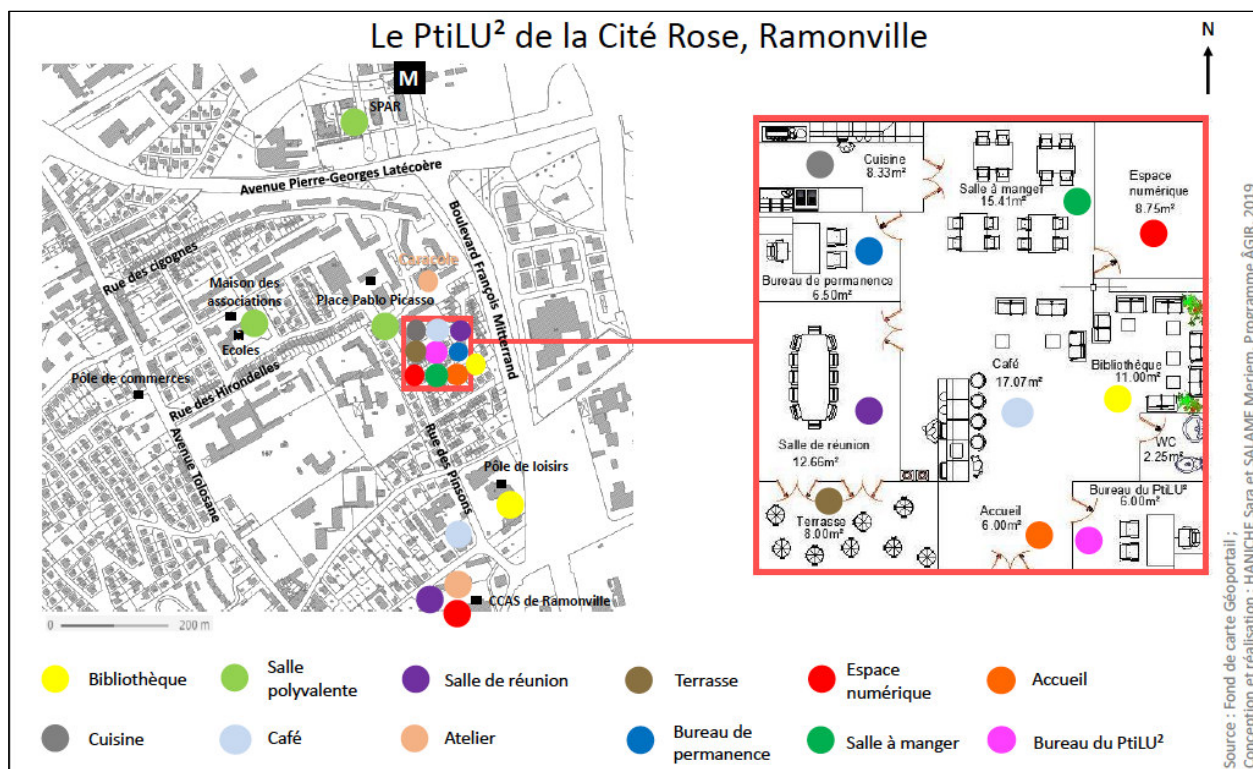 Le PtiLU² de la Cité Rose, Ramonville
N
M
SPAR
Avenue Pierre-Georges Latécoère
Boulevard François Mitterrand
Rue des cigognes
Caracole
Maison des
associations
Place Pablo Picasso
Ecoles
Pôle de commerces
Rue des Hirondelles
Avenue Tolosane
Rue des Pinsons
Pôle de loisirs
CCAS de Ramonville
0 200 m
Cuisine
8.33m²
Salle à manger
15.41m²
Espace
numérique
8.75m²
Bureau de permanence
6.50m²
Café
17.07m²
Bibliothèque
11.00m²
Salle de réunion
12.66m²
WC
2.25m²
Terrasse
8.00m²
Accueil
6.00m²
Bureau du PtiLU²
6.00m²
Bibliothèque
Salle
polyvalente
Salle de réunion
Terrasse
Espace
numérique
Accueil
Cuisine
Café
Atelier
Bureau de
permanence
Salle à manger
Bureau du PtiLU²
Source : Fond de carte Géoportail ;
Conception et réalisation : HANICHE Sara et SALAME Meriem, Programme ÂGIR 2019